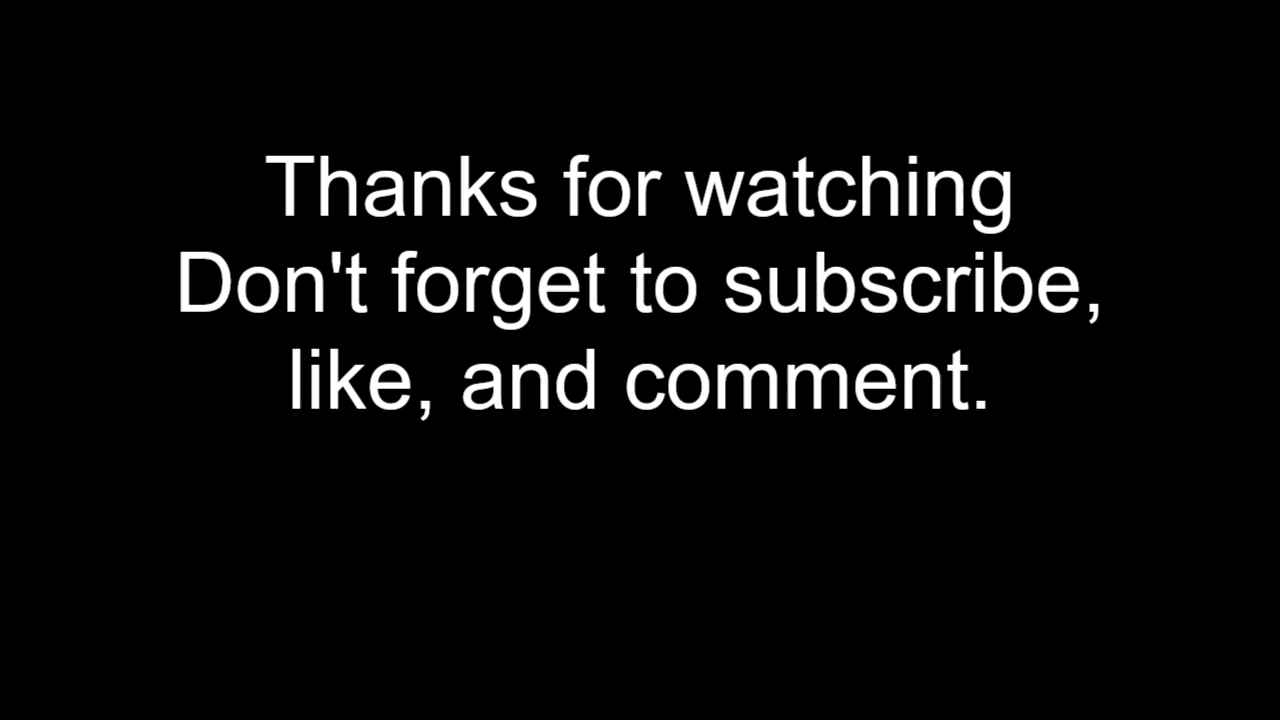 Thanks for watching
Don't forget to subscribe,
like, and comment.